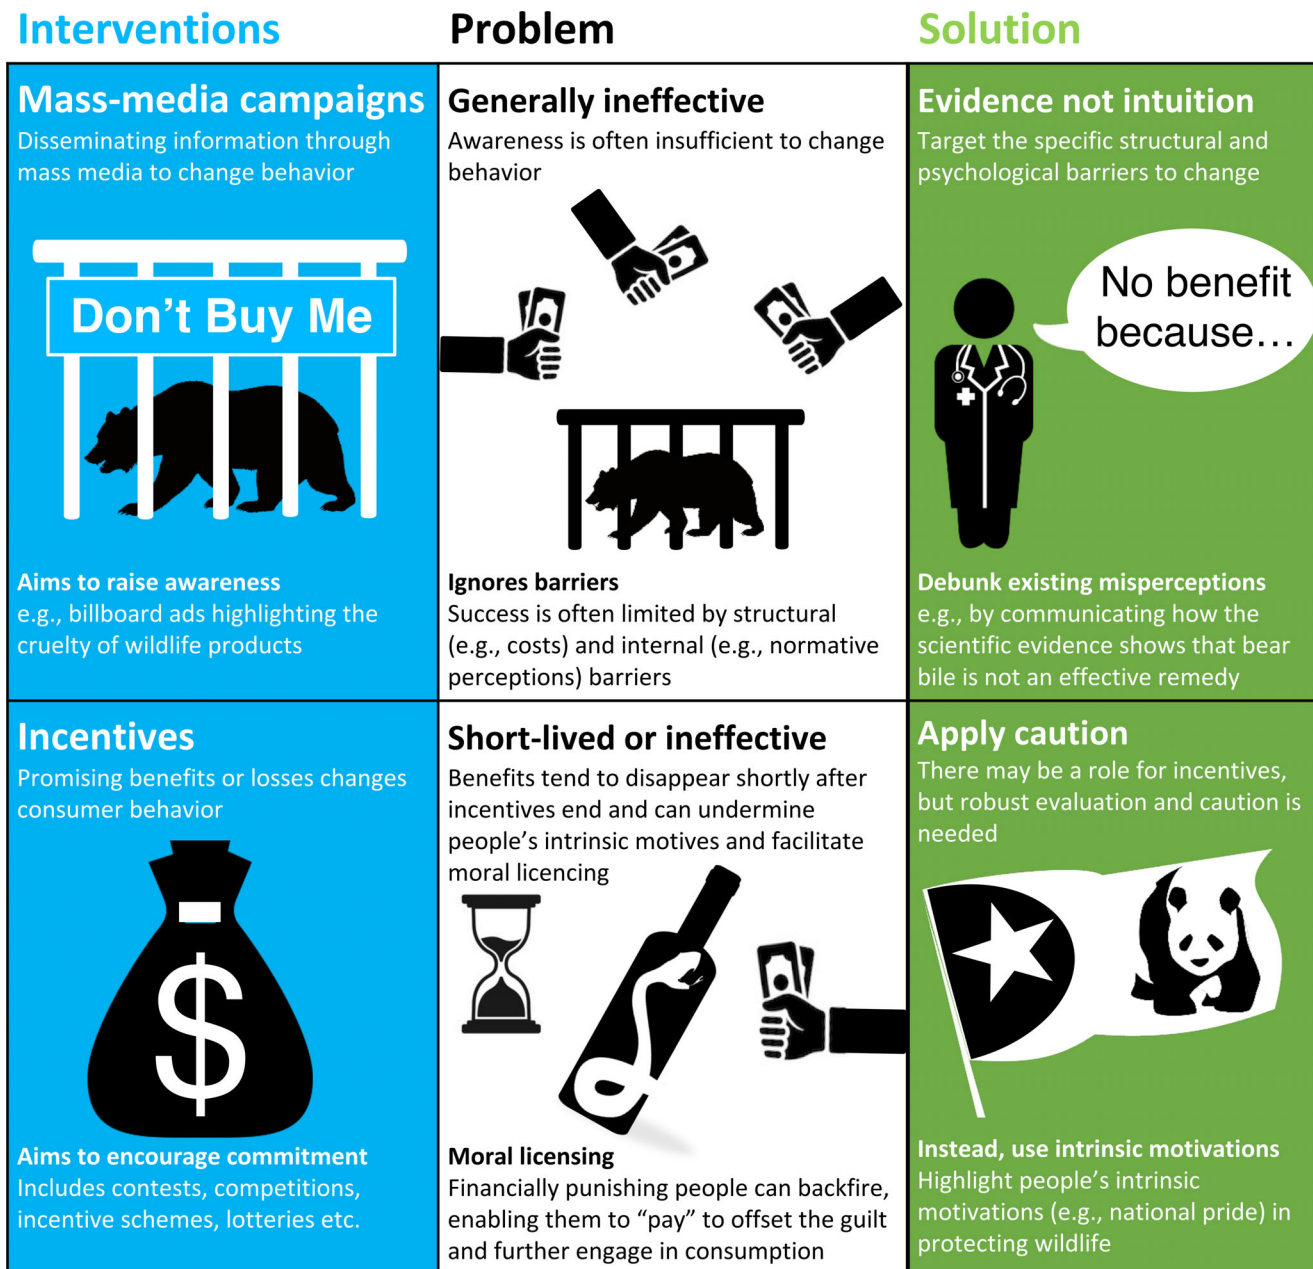 Interventions
Problem
Solution
Mass-media campaigns
Disseminating information through
mass media to change behavior
Don't Buy Me
Aims to raise awareness
e.g., billboard ads highlighting the
cruelty of wildlife products
Generally ineffective
Awareness is often insufficient to change
behavior
Ignores barriers
Success is often limited by structural
(e.g., costs) and internal (e.g., normative
perceptions) barriers
Evidence not intuition
Target the specific structural and
psychological barriers to change
No benefit
because…
Debunk existing misperceptions
e.g., by communicating how the
scientific evidence shows that bear
bile is not an effective remedy
Incentives
Promising benefits or losses changes
consumer behavior
$
Aims to encourage commitment
Includes contests, competitions,
incentive schemes, lotteries etc.
Short-lived or ineffective
Benefits tend to disappear shortly after
incentives end and can undermine
people's intrinsic motives and facilitate
moral licencing
Moral licensing
Financially punishing people can backfire,
enabling them to "pay" to offset the guilt
and further engage in consumption
Apply caution
There may be a role for incentives,
but robust evaluation and caution is
needed
Instead, use intrinsic motivations
Highlight people's intrinsic
motivations (e.g., national pride) in
protecting wildlife